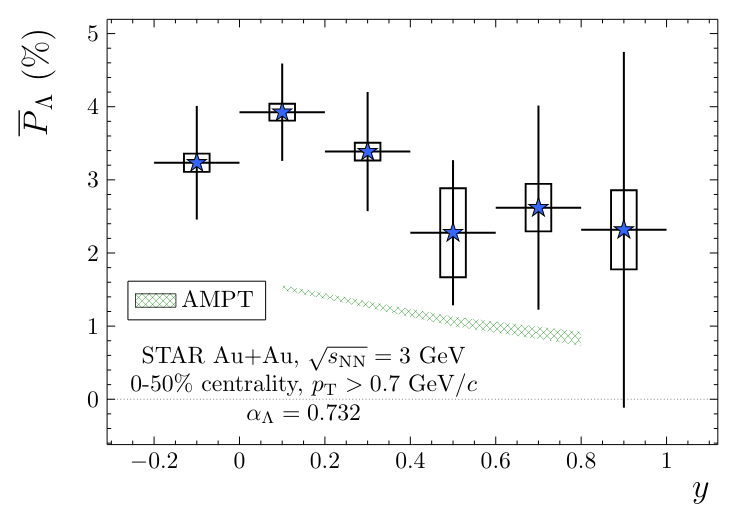 P̅_Λ (%)
5
4
3
2
1
0
AMPT
STAR Au+Au, √s_NN = 3 GeV
0-50% centrality, p_T > 0.7 GeV/c
α_Λ = 0.732
−0.2 0 0.2 0.4 0.6 0.8 1
y